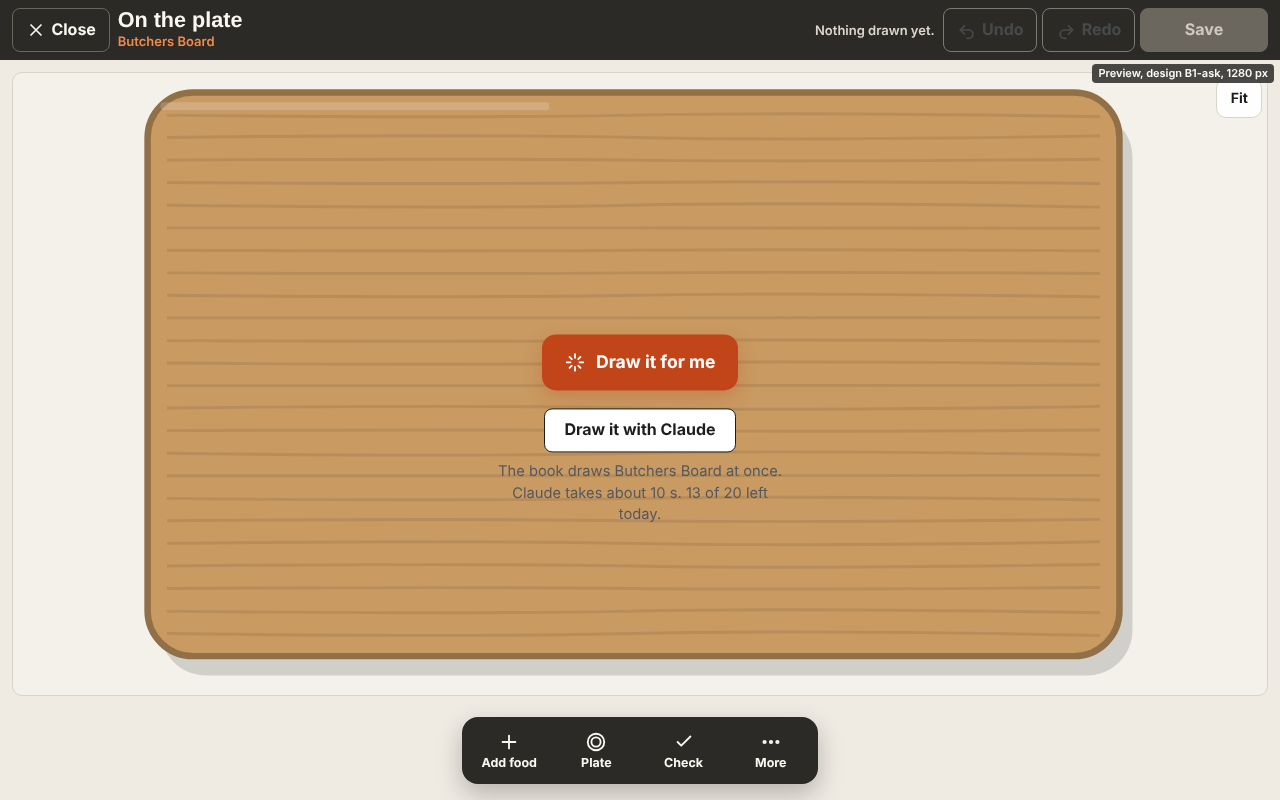 Close
On the plate
Butchers Board
Nothing drawn yet.
Undo
Redo
Save
Preview, design B1-ask, 1280 px
Fit
Draw it for me
Draw it with Claude
The book draws Butchers Board at once.
Claude takes about 10 s. 13 of 20 left
today.
Add food
Plate
Check
More